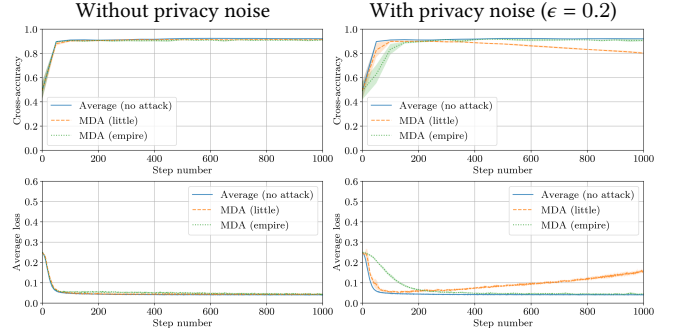 Without privacy noise
With privacy noise (ϵ = 0.2)
Cross-accuracy
1.0
0.8
0.6
0.4
0.2
0.0
Average (no attack)
MDA (little)
MDA (empire)
0 200 400 600 800 1000
Step number
Cross-accuracy
1.0
0.8
0.6
0.4
0.2
0.0
Average (no attack)
MDA (little)
MDA (empire)
0 200 400 600 800 1000
Step number
Average loss
0.6
0.5
0.4
0.3
0.2
0.1
0.0
Average (no attack)
MDA (little)
MDA (empire)
0 200 400 600 800 1000
Step number
Average loss
0.6
0.5
0.4
0.3
0.2
0.1
0.0
Average (no attack)
MDA (little)
MDA (empire)
0 200 400 600 800 1000
Step number